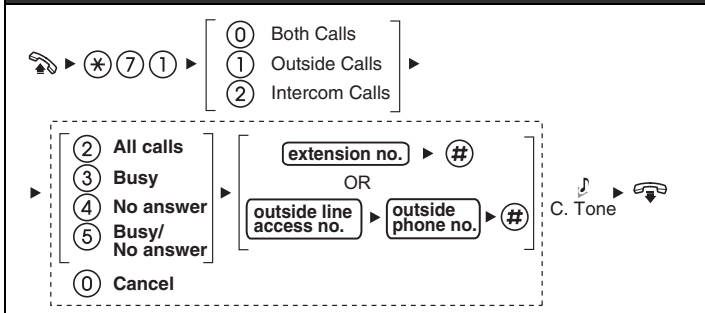 0 Both Calls
* 7 1 1 Outside Calls
2 Intercom Calls
2 All calls
3 Busy
4 No answer
5 Busy/
No answer
0 Cancel
extension no. #
OR
outside line
access no.
outside
phone no.
#
C. Tone